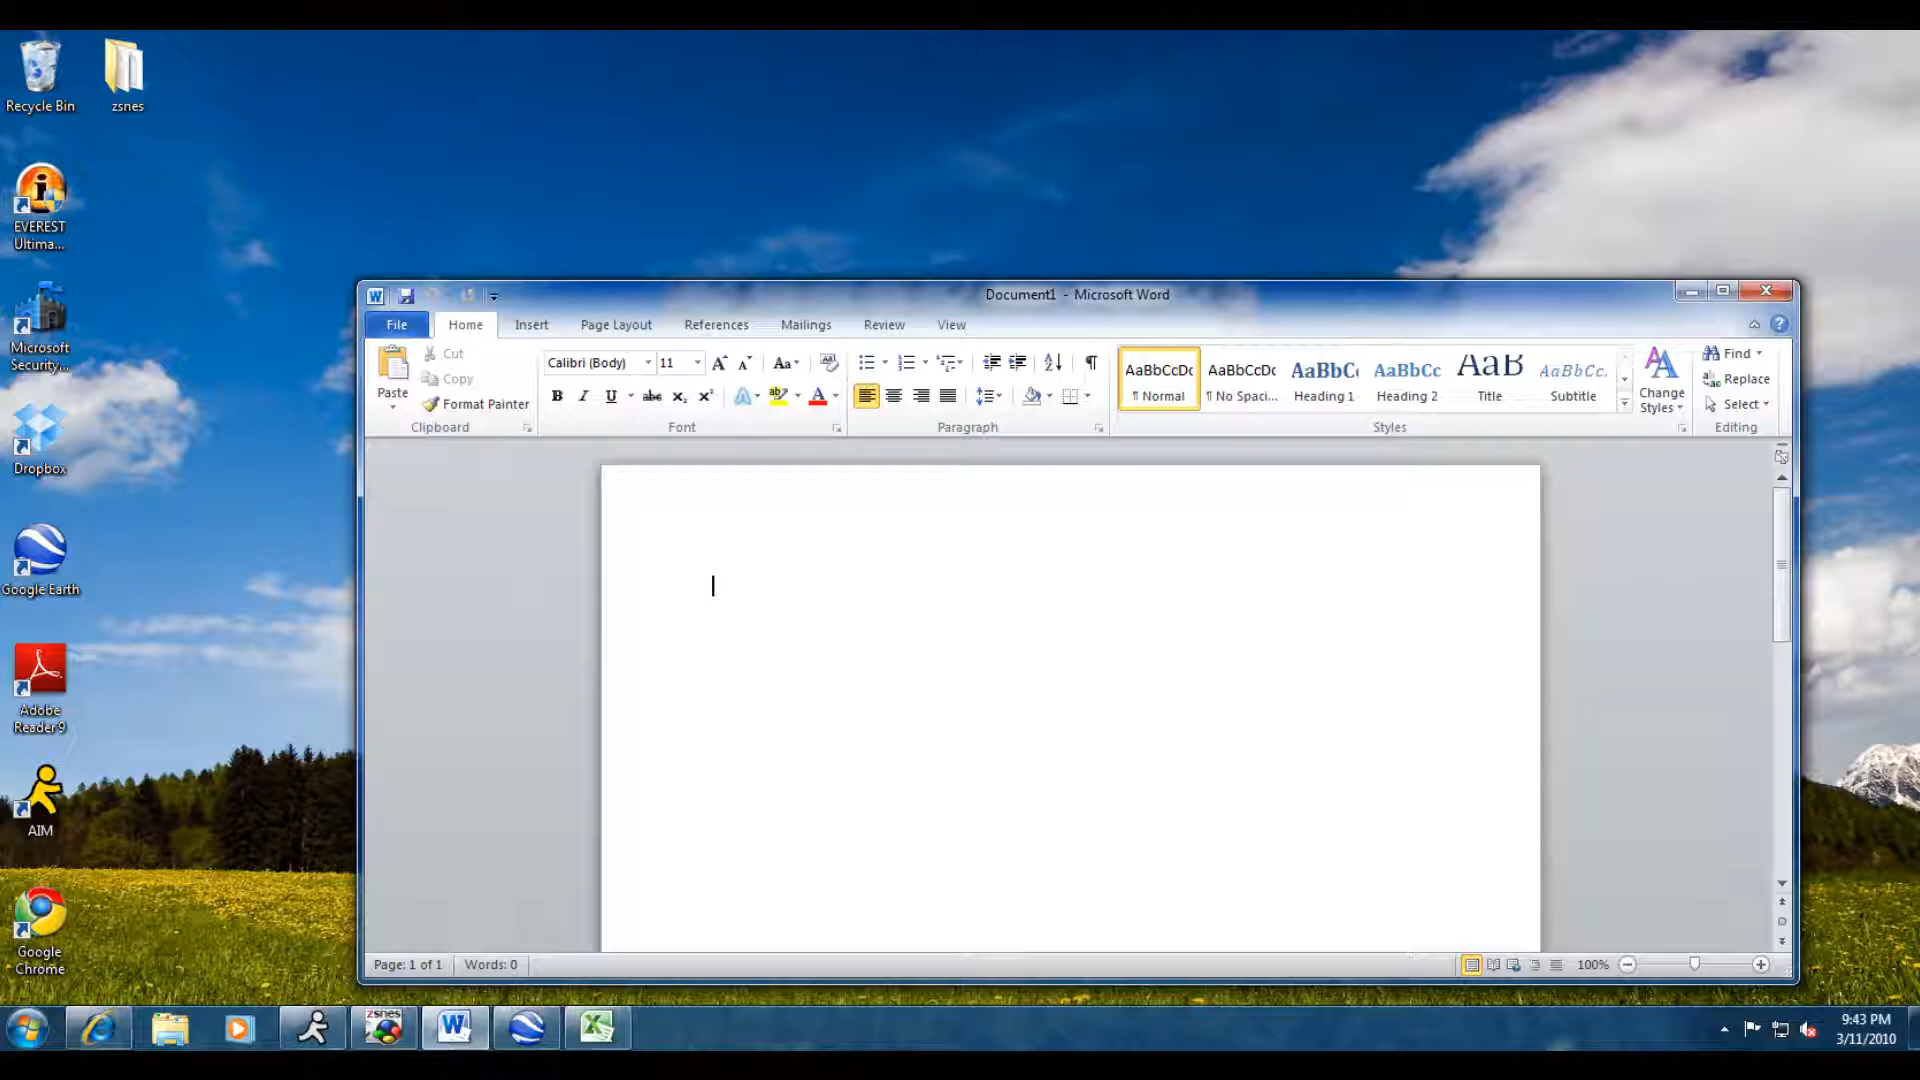 Recycle Bin
zsnes
EVEREST
Ultima...
Microsoft
Security...
Dropbox
Google Earth
Adobe
Reader 9
AIM
Google
Chrome
Document1 - Microsoft Word
File Home Insert Page Layout References Mailings Review View
Paste
Cut
Copy
Format Painter
Clipboard
Calibri (Body) 11
Font
Paragraph
AaBbCcDc AaBbCcDc AaBbC AaBbCc AaB AaBbCc.
¶ Normal ¶ No Spaci... Heading 1 Heading 2 Title Subtitle
Change
Styles
Styles
Find
Replace
Select
Editing
Page: 1 of 1 Words: 0
100%
zsnes
9:43 PM
3/11/2010